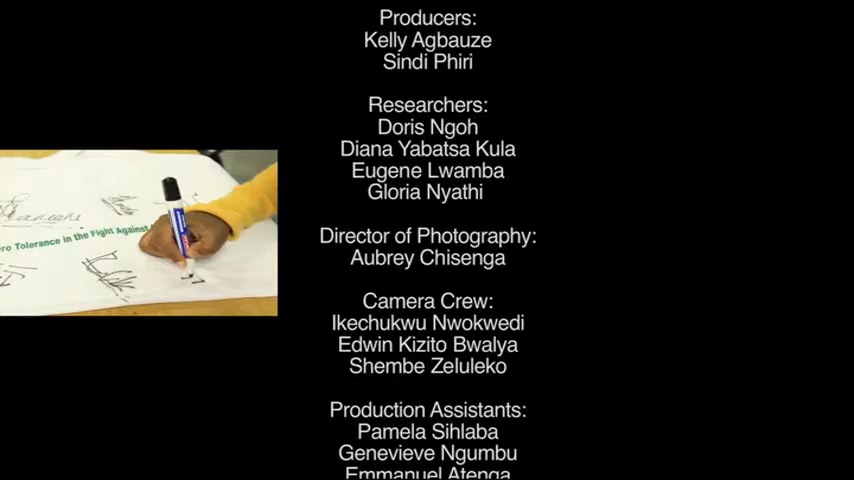 Producers:
Kelly Agbauze
Sindi Phiri
Researchers:
Doris Ngoh
Diana Yabatsa Kula
Eugene Lwamba
Gloria Nyathi
Director of Photography:
Aubrey Chisenga
Camera Crew:
Ikechukwu Nwokwedi
Edwin Kizito Bwalya
Shembe Zeluleko
Production Assistants:
Pamela Sihlaba
Genevieve Ngumbu
Emmanuel Atenga
Tolerance in the Fight Against